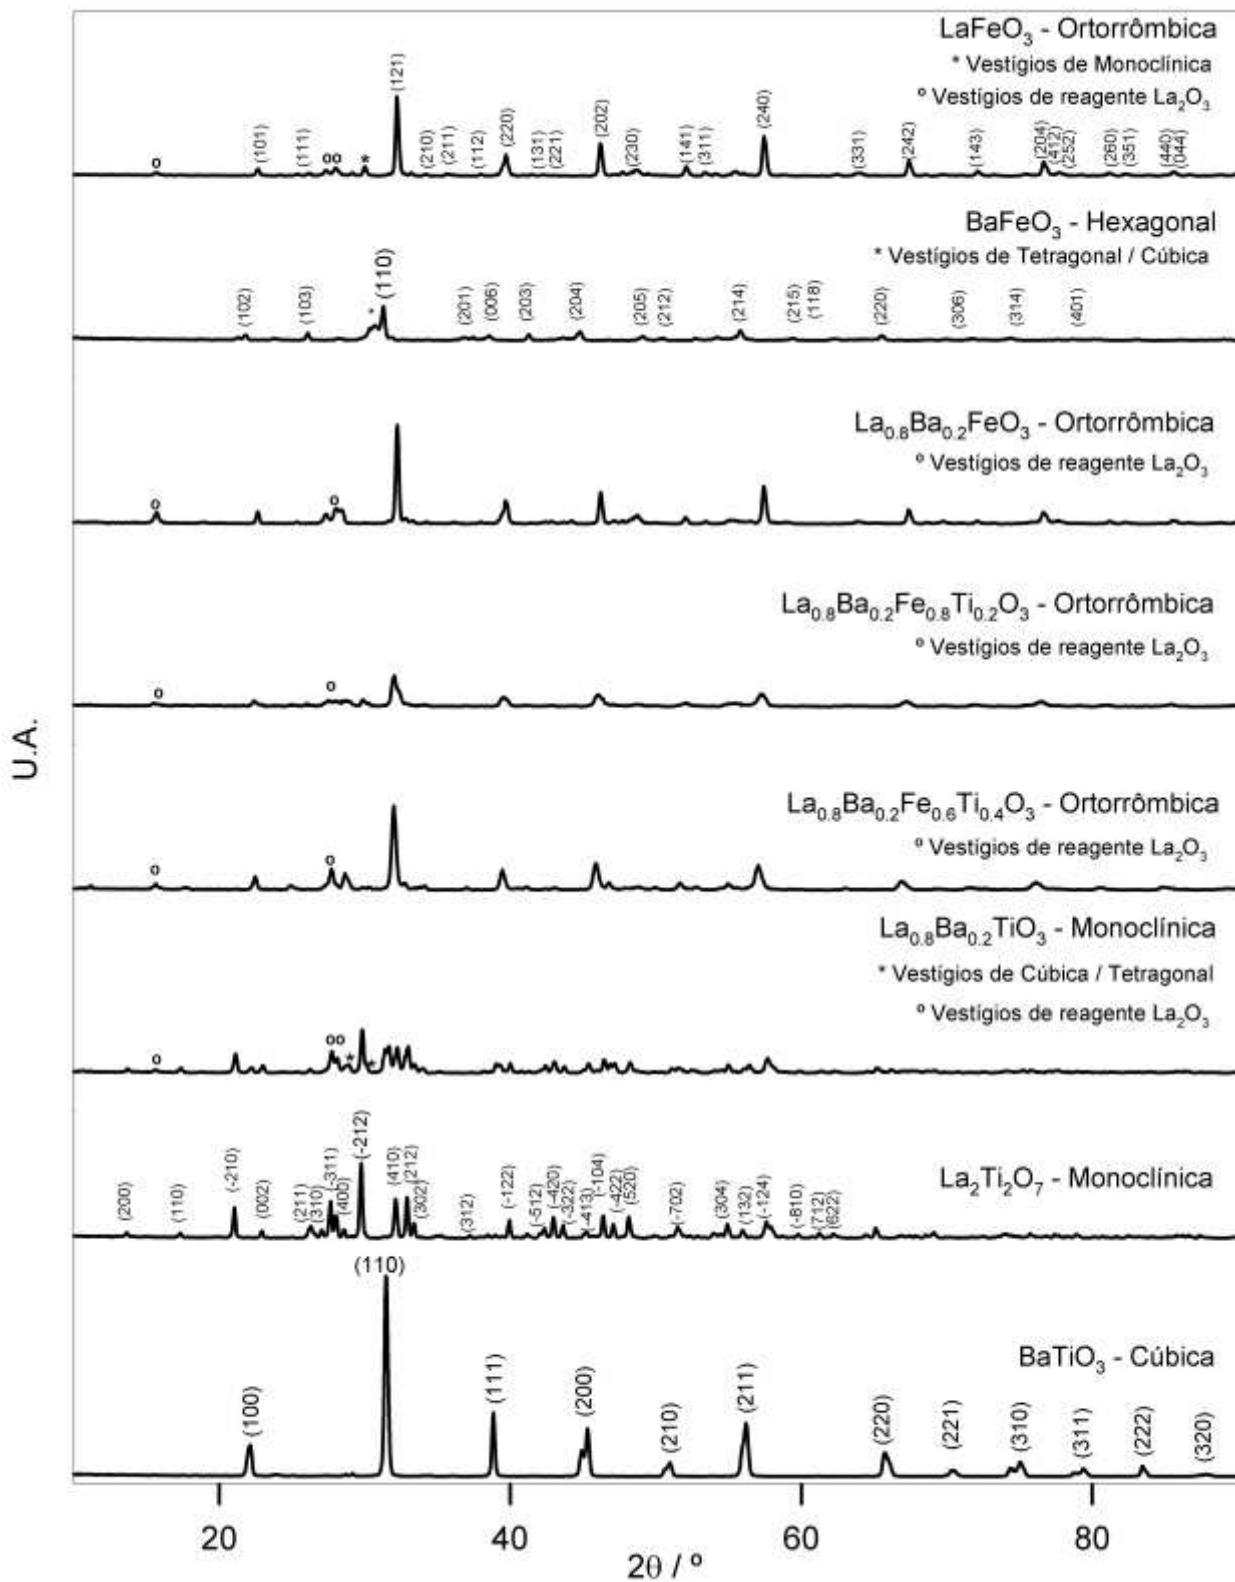 LaFeO₃ - Ortorrômbica
* Vestígios de Monoclínica
º Vestígios de reagente La₂O₃
o (101) (111) oo * (121) (210) (211) (112) (220) (131) (221) (202) (230) (141) (311) (240) (331) (242) (143) (204) (412) (252) (260) (351) (440) (044)
BaFeO₃ - Hexagonal
* Vestígios de Tetragonal / Cúbica
(102) (103) * (110) (201) (006) (203) (204) (205) (212) (214) (215) (118) (220) (306) (314) (401)
La₀.₈Ba₀.₂FeO₃ - Ortorrômbica
º Vestígios de reagente La₂O₃
o o
La₀.₈Ba₀.₂Fe₀.₈Ti₀.₂O₃ - Ortorrômbica
º Vestígios de reagente La₂O₃
o o
U.A.
La₀.₈Ba₀.₂Fe₀.₆Ti₀.₄O₃ - Ortorrômbica
º Vestígios de reagente La₂O₃
o o
La₀.₈Ba₀.₂TiO₃ - Monoclínica
* Vestígios de Cúbica / Tetragonal
º Vestígios de reagente La₂O₃
o oo * *
La₂Ti₂O₇ - Monoclínica
(200) (110) (-210) (002) (211) (310) (-311) (400) (-212) (410) (212) (302) (312) (-122) (-512) (-420) (-322) (-413) (-104) (-422) (520) (-702) (304) (132) (-124) (-810) (712) (622)
BaTiO₃ - Cúbica
(100) (110) (111) (200) (210) (211) (220) (221) (310) (311) (222) (320)
20 40 60 80
2θ / º